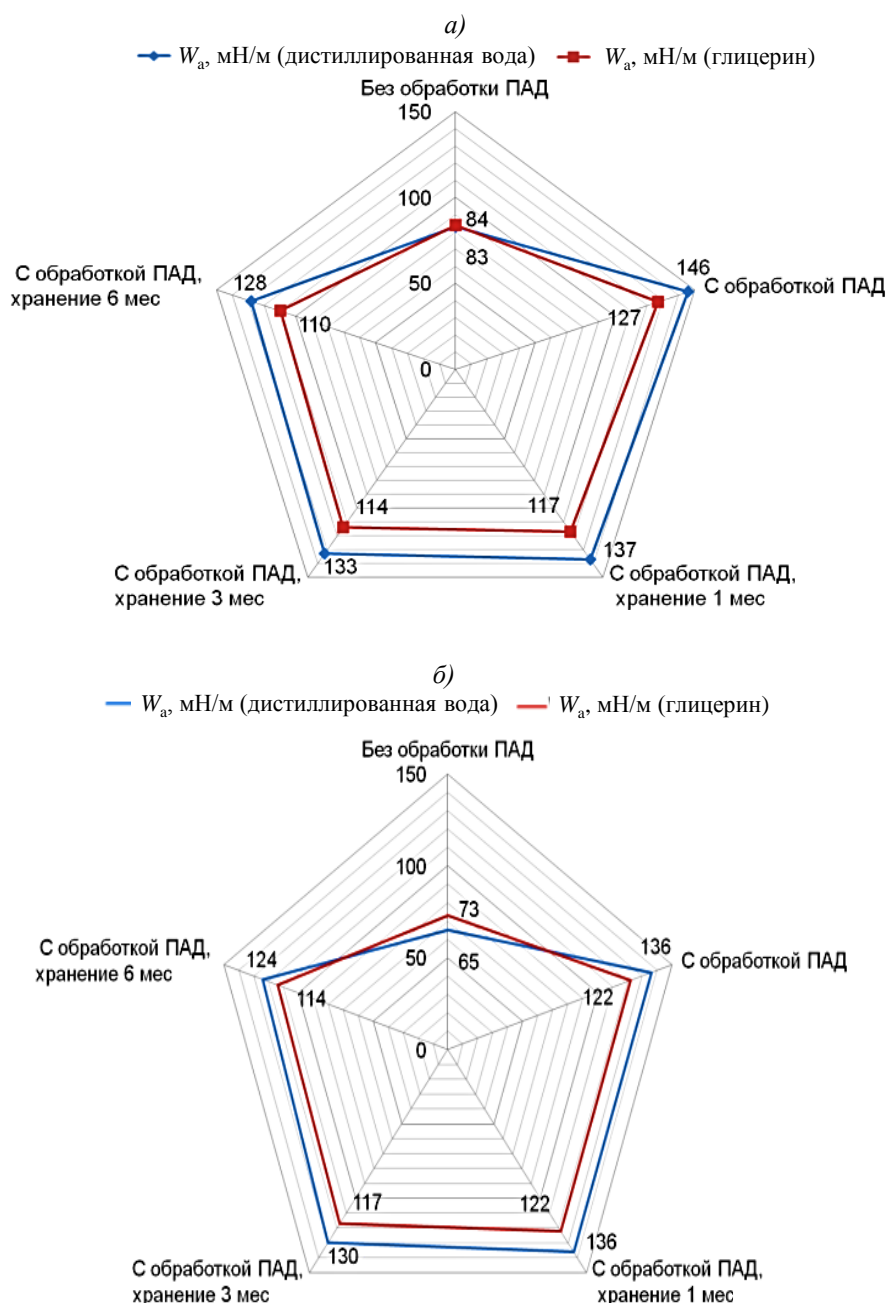 а)
Wа, мН/м (дистиллированная вода) Wа, мН/м (глицерин)
Без обработки ПАД
150
100
84
83
50
0
146
С обработкой ПАД
127
С обработкой ПАД,
хранение 6 мес
128
110
114
133
С обработкой ПАД,
хранение 3 мес
117
137
С обработкой ПАД,
хранение 1 мес
б)
Wа, мН/м (дистиллированная вода) Wа, мН/м (глицерин)
Без обработки ПАД
150
100
73
65
50
0
136
С обработкой ПАД
122
С обработкой ПАД,
хранение 6 мес
124
114
117
130
С обработкой ПАД,
хранение 3 мес
122
136
С обработкой ПАД,
хранение 1 мес